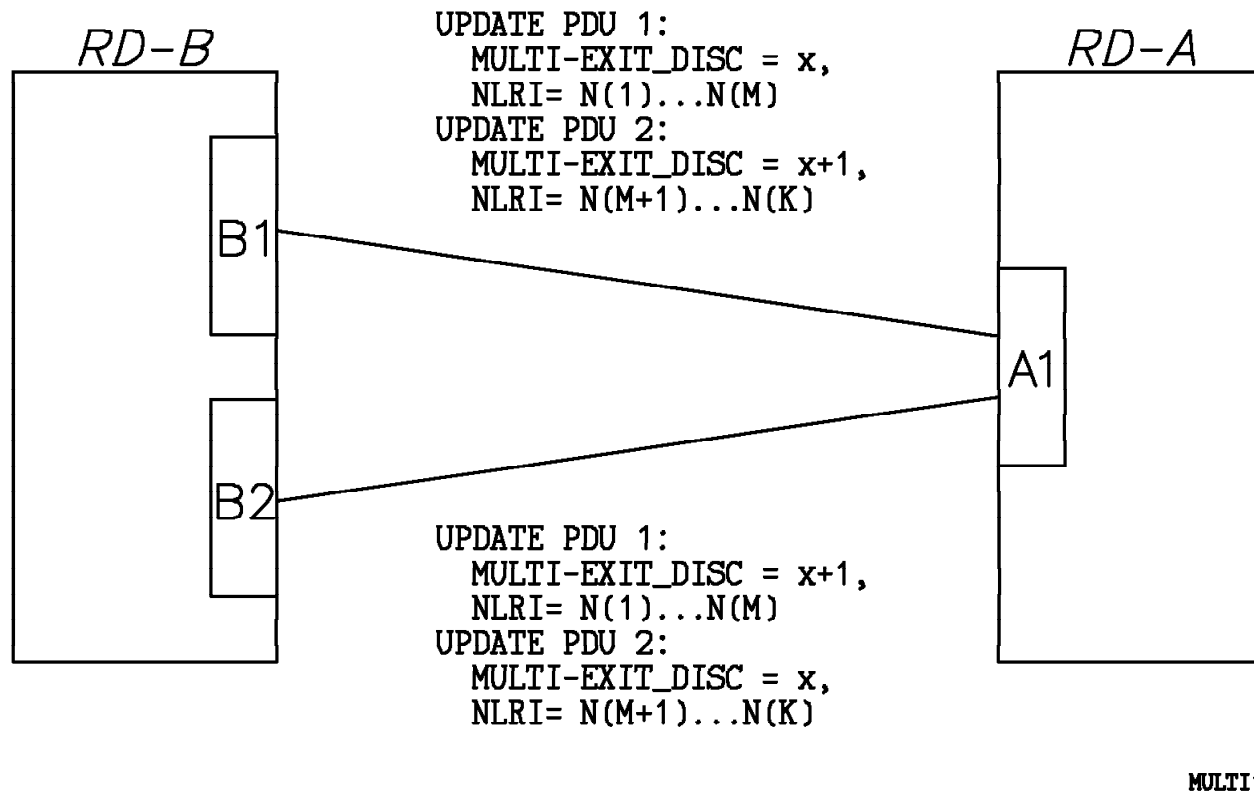 RD-B
RD-A
UPDATE PDU 1:
MULTI-EXIT_DISC = x,
NLRI= N(1)...N(M)
UPDATE PDU 2:
MULTI-EXIT_DISC = x+1,
NLRI= N(M+1)...N(K)
B1
A1
B2
UPDATE PDU 1:
MULTI-EXIT_DISC = x+1,
NLRI= N(1)...N(M)
UPDATE PDU 2:
MULTI-EXIT_DISC = x,
NLRI= N(M+1)...N(K)
MULTI